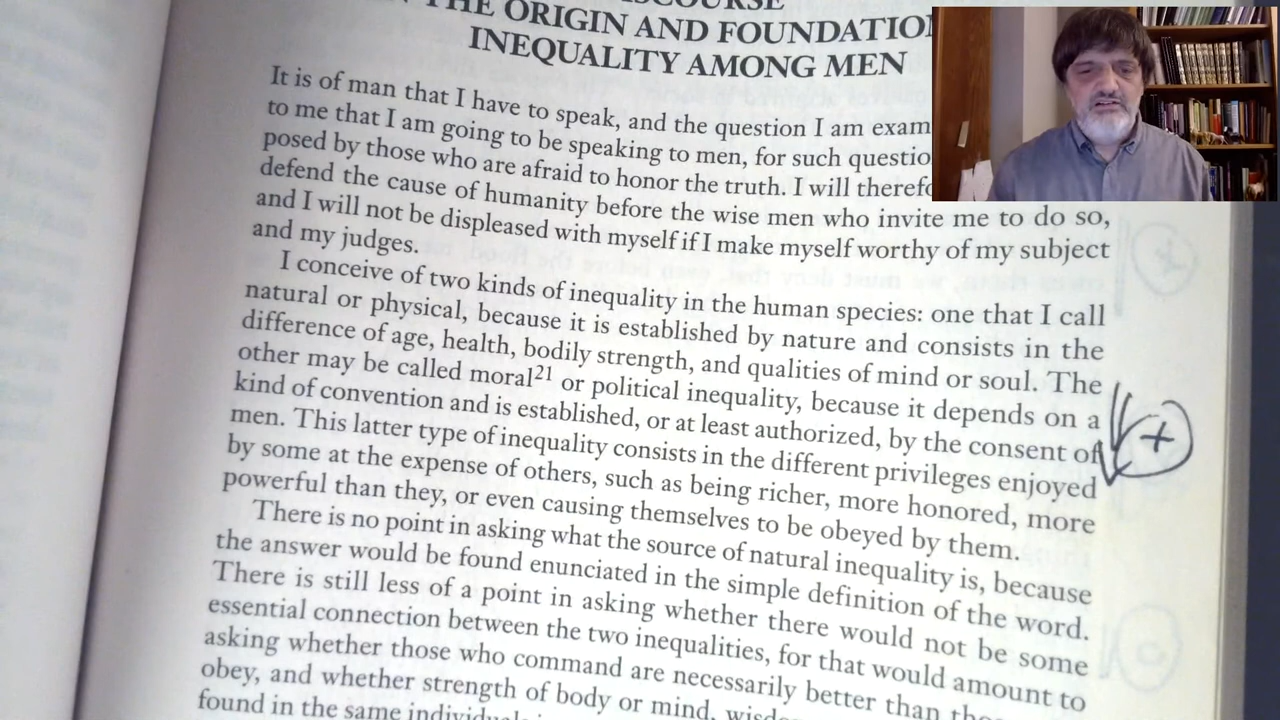 THE ORIGIN AND FOUNDATION
INEQUALITY AMONG MEN
It is of man that I have to speak, and the question I am
to me that I am going to be speaking to men, for such
posed by those who are afraid to honor the truth. I will
defend the cause of humanity before the wise men who invite me to do so,
and I will not be displeased with myself if I make myself worthy of my subject
and my judges.
I conceive of two kinds of inequality in the human species: one that I call
natural or physical, because it is established by nature and consists in the
difference of age, health, bodily strength, and qualities of mind or soul. The
other may be called moral²¹ or political inequality, because it depends on a
kind of convention and is established, or at least authorized, by the consent of
men. This latter type of inequality consists in the different privileges enjoyed
by some at the expense of others, such as being richer, more honored, more
powerful than they, or even causing themselves to be obeyed by them.
There is no point in asking what the source of natural inequality is, because
the answer would be found enunciated in the simple definition of the word.
There is still less of a point in asking whether there would not be some
essential connection between the two inequalities, for that would amount to
asking whether those who command are necessarily better than
obey, and whether strength of body or mind,
found in the same
+